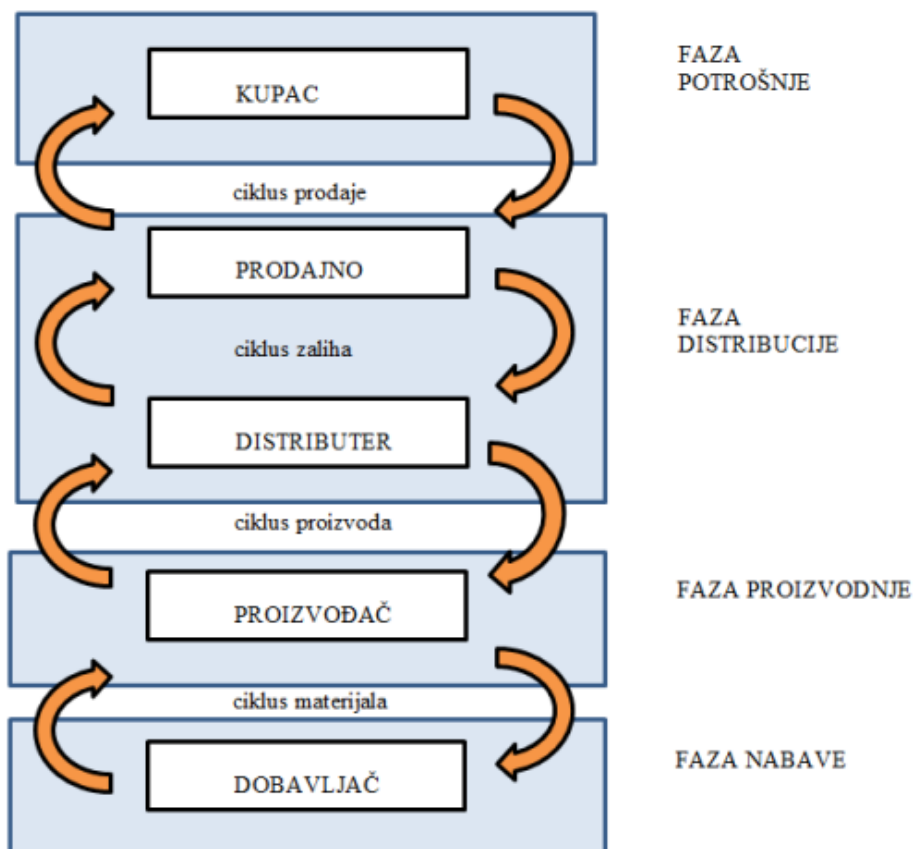 KUPAC
FAZA
POTROŠNJE
ciklus prodaje
PRODAJNO
ciklus zaliha
FAZA
DISTRIBUCIJE
DISTRIBUTER
ciklus proizvoda
PROIZVOĐAČ
FAZA PROIZVODNJE
ciklus materijala
DOBAVLJAČ
FAZA NABAVE